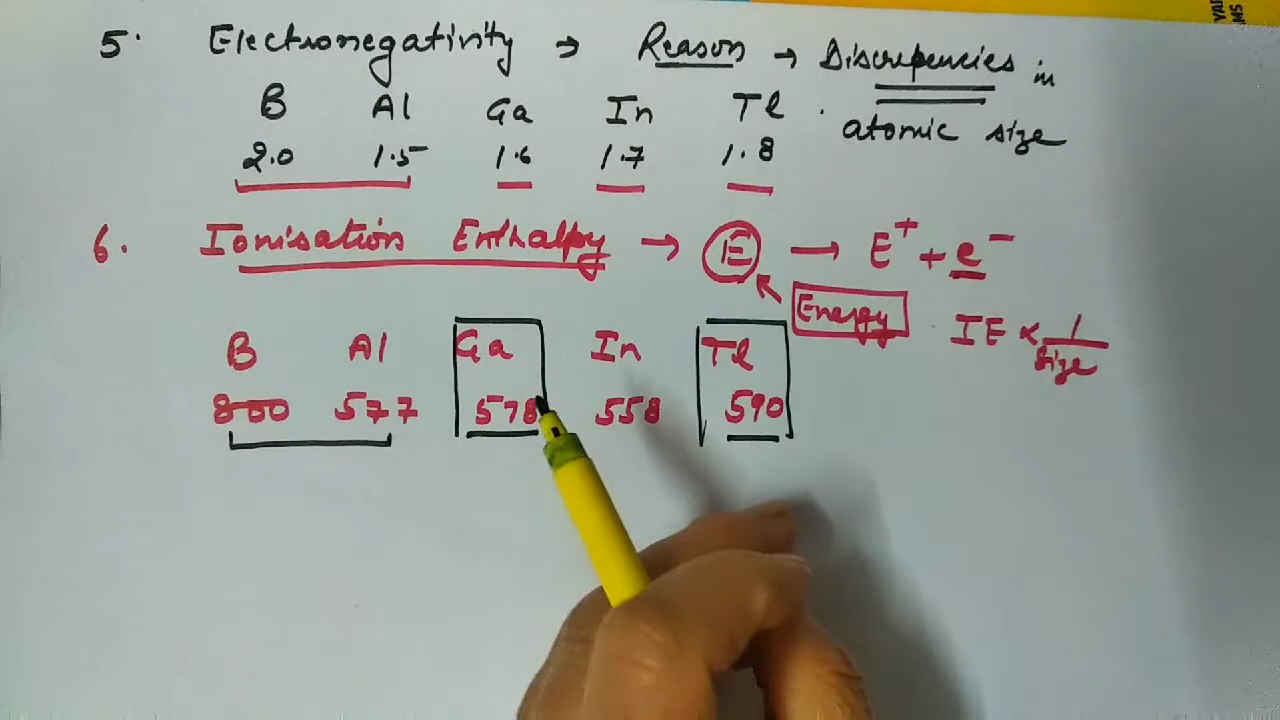 5. Electronegativity → Reason → Discrepencies in
atomic size
B Al Ga In Tl .
2.0 1.5 1.6 1.7 1.8
6. Ionisation Enthalpy → E → E⁺ + e⁻
Energy
IE ∝ 1/size
B Al Ga In Tl
800 577 578 558 590